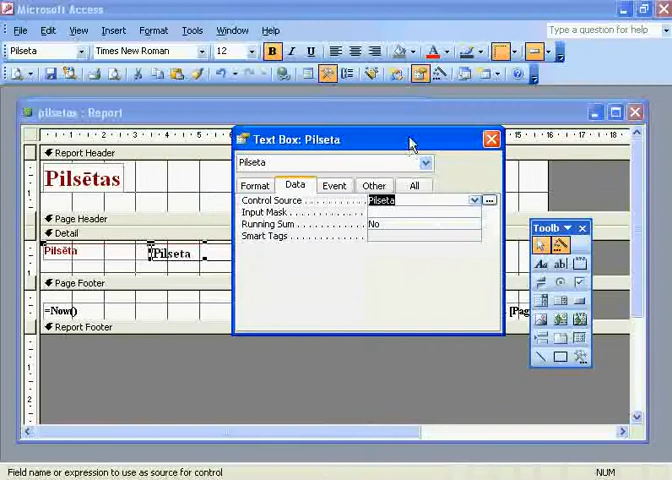 Microsoft Access
File Edit View Insert Format Tools Window Help
Type a question for help
Pilseta Times New Roman 12 B I U
pilsetas : Report
Report Header
Pilsētas
Page Header
Detail
Pilsēta Pilseta
Page Footer
=Now() [Pag
Report Footer
Text Box: Pilseta
Pilseta
Format Data Event Other All
Control Source . . . . . . . . . . . Pilseta
Input Mask . . . . . . . . . . . . . .
Running Sum . . . . . . . . . . . . No
Smart Tags . . . . . . . . . . . . . .
Toolb
Aa ab|
Field name or expression to use as source for control
NUM